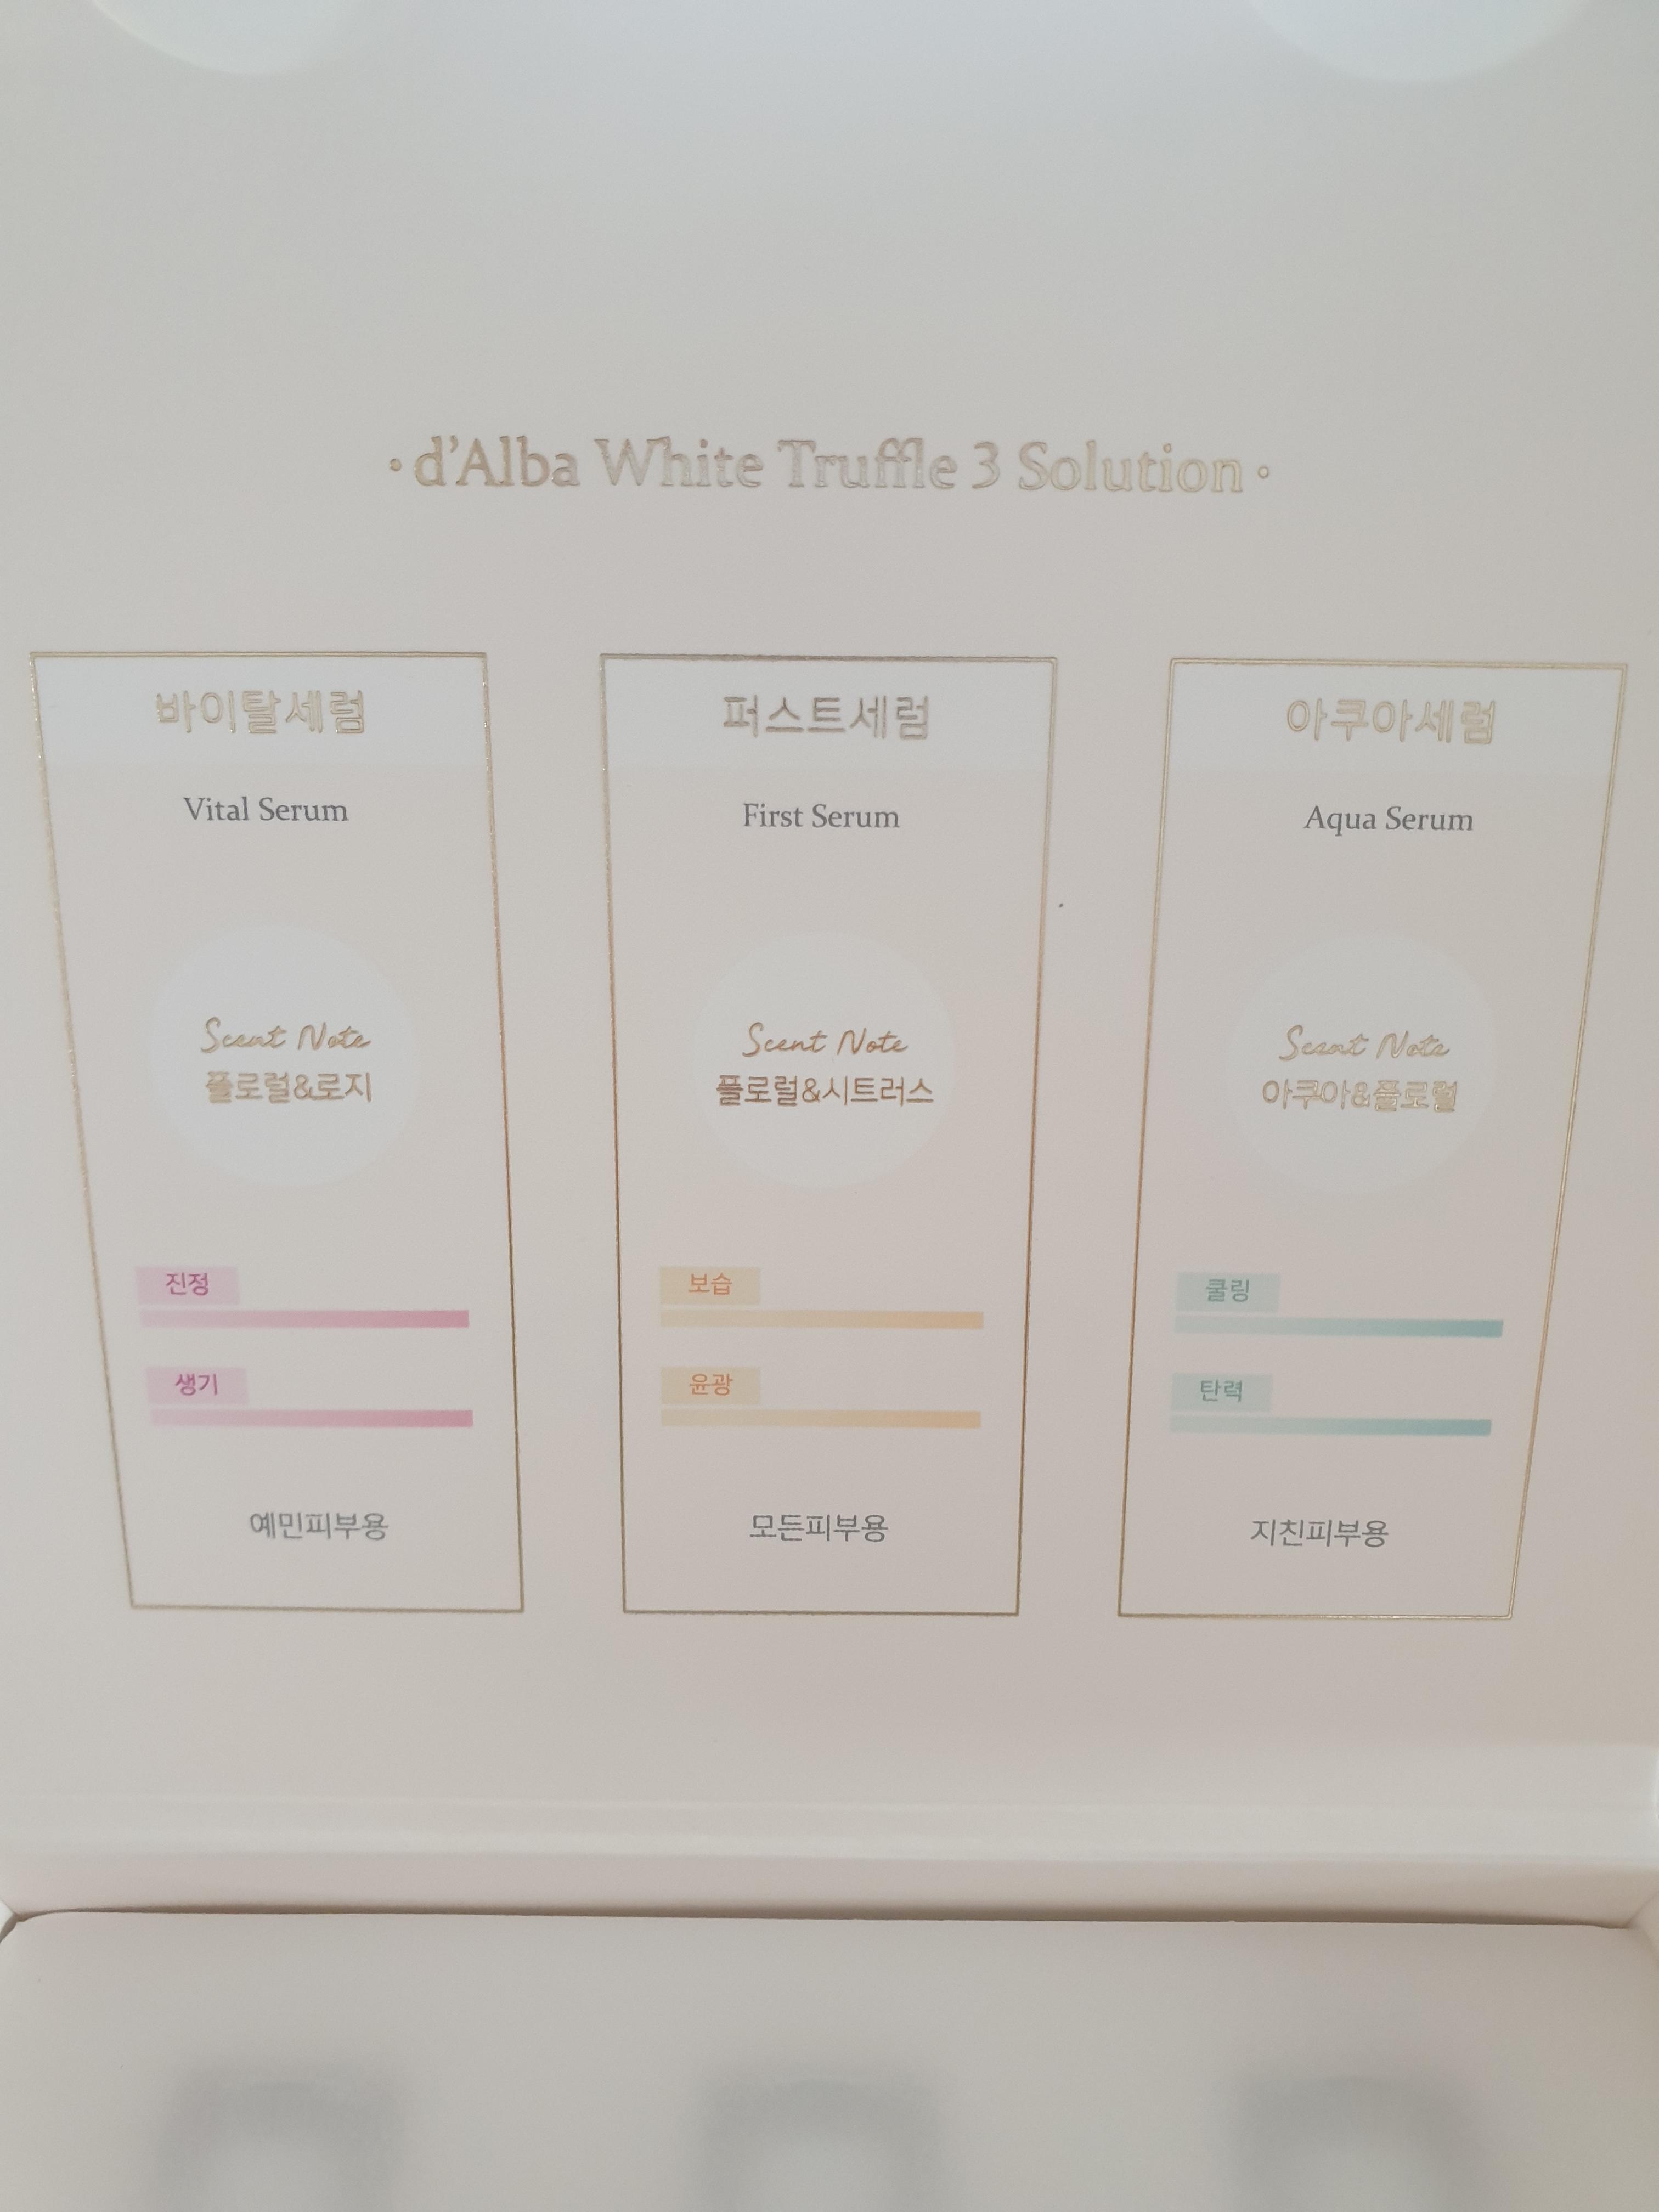 ·d'Alba White Truffle 3 Solution·
바이탈세럼
Vital Serum
Scent Note
플로럴&로지
진정
생기
예민피부용
퍼스트세럼
First Serum
Scent Note
플로럴&시트러스
보습
윤광
모든피부용
아쿠아세럼
Aqua Serum
Scent Note
아쿠아&플로럴
쿨링
탄력
지친피부용